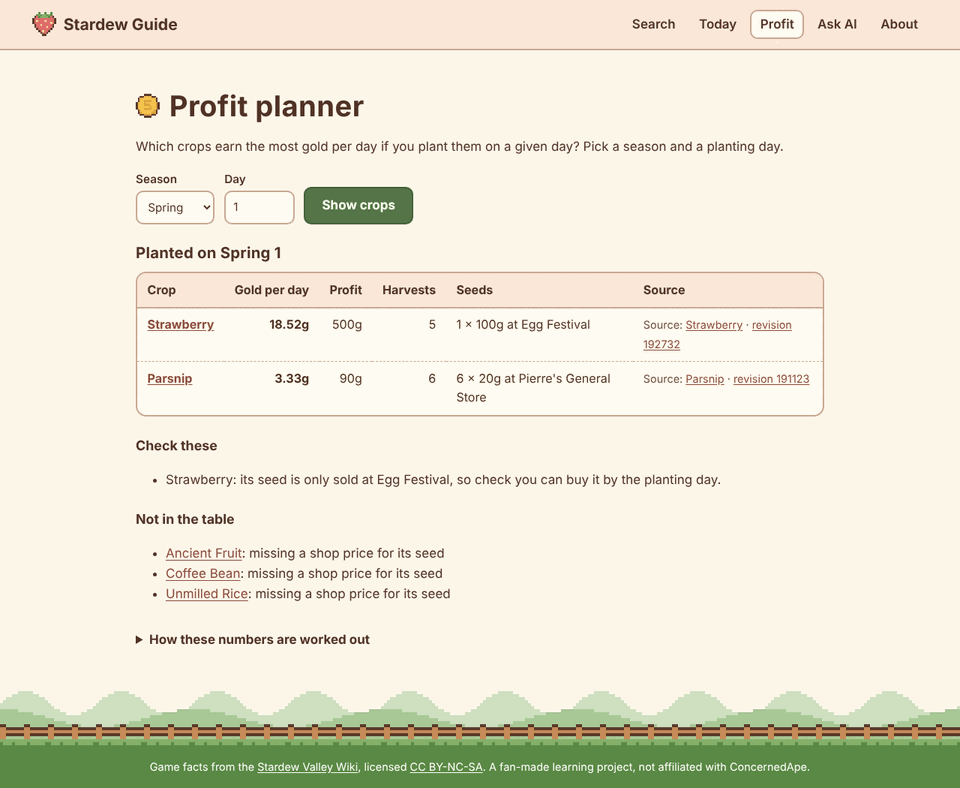 Stardew Guide
Search Today Profit Ask AI About
Profit planner
Which crops earn the most gold per day if you plant them on a given day? Pick a season and a planting day.
Season Day
Spring 1 Show crops
Planted on Spring 1
Crop Gold per day Profit Harvests Seeds Source
Strawberry 18.52g 500g 5 1 × 100g at Egg Festival Source: Strawberry · revision
192732
Parsnip 3.33g 90g 6 6 × 20g at Pierre's General Source: Parsnip · revision 191123
Store
Check these
• Strawberry: its seed is only sold at Egg Festival, so check you can buy it by the planting day.
Not in the table
• Ancient Fruit: missing a shop price for its seed
• Coffee Bean: missing a shop price for its seed
• Unmilled Rice: missing a shop price for its seed
How these numbers are worked out
Game facts from the Stardew Valley Wiki, licensed CC BY-NC-SA. A fan-made learning project, not affiliated with ConcernedApe.